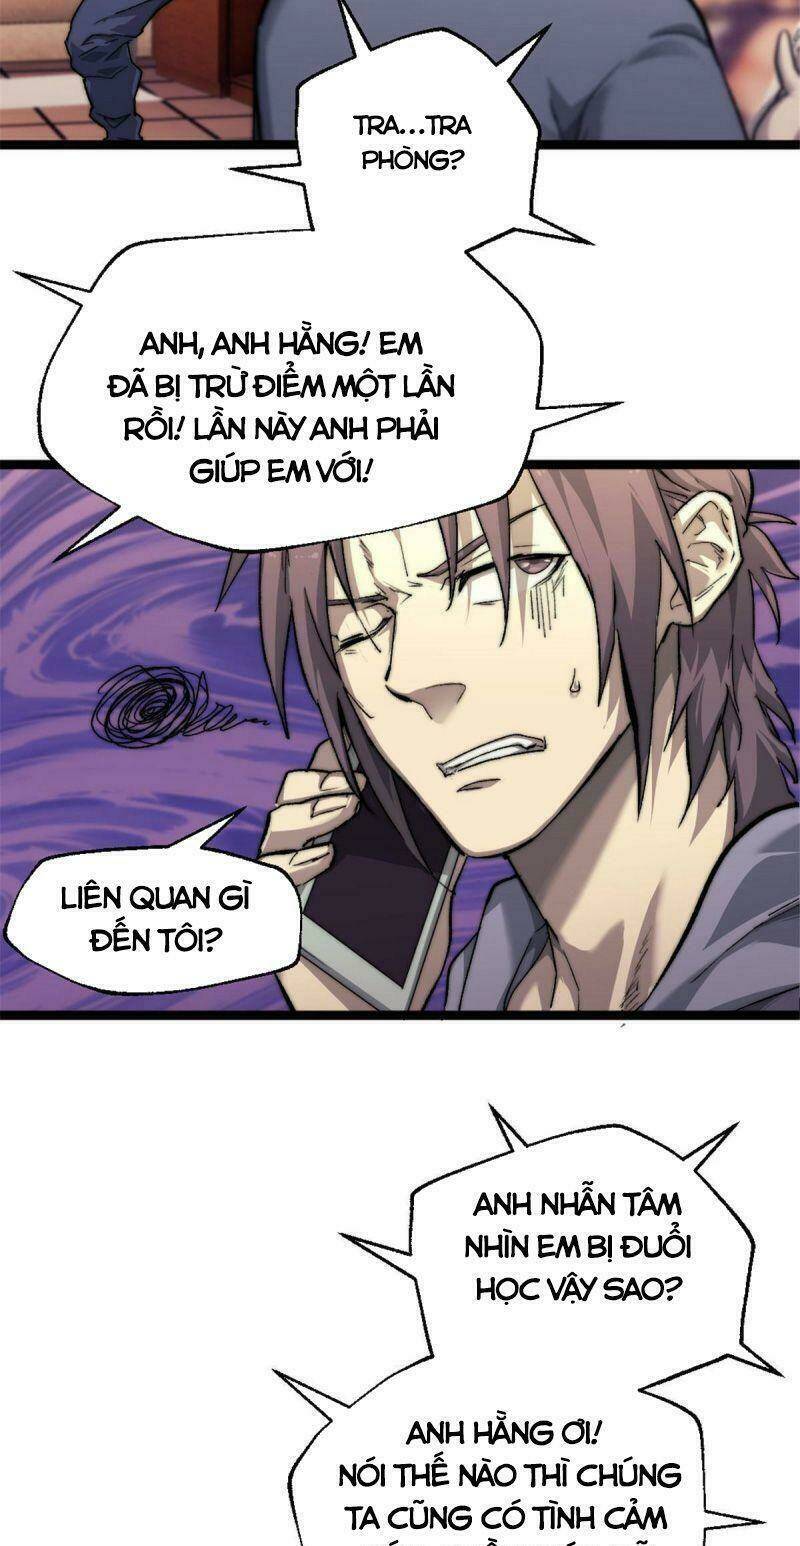 TRA...TRA
PHÒNG?
ANH, ANH HẰNG! EM
ĐÃ BỊ TRỪ ĐIỂM MỘT LẦN
RỒI! LẦN NÀY ANH PHẢI
GIÚP EM VỚI!
LIÊN QUAN GÌ
ĐẾN TÔI?
ANH NHẪN TÂM
NHÌN EM BỊ ĐUỔI
HỌC VẬY SAO?
ANH HẰNG ƠI!
NÓI THẾ NÀO THÌ CHÚNG
TA CŨNG CÓ TÌNH CẢM